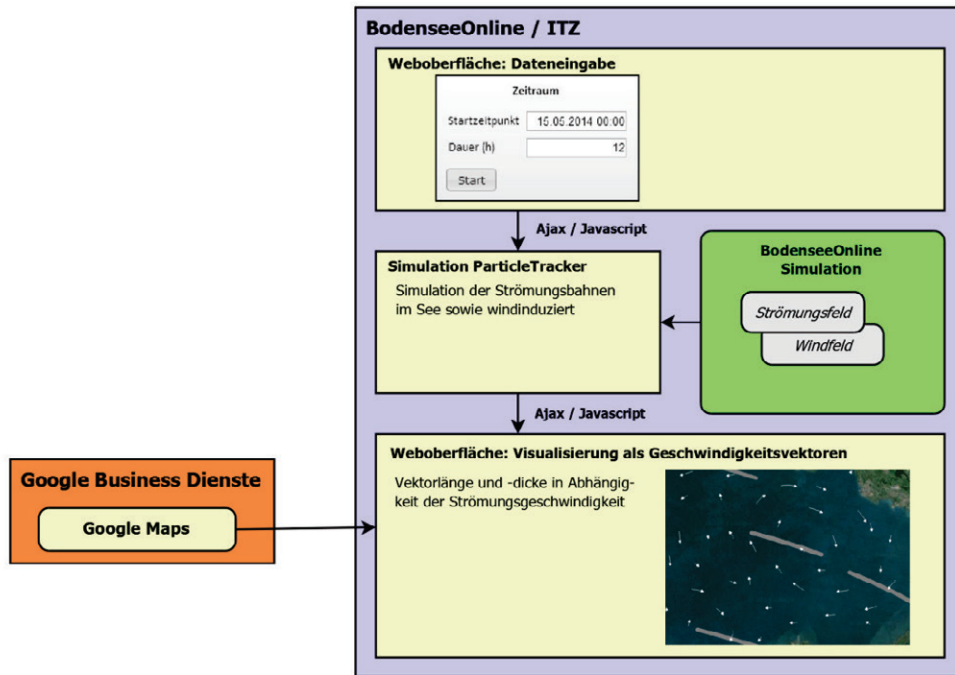 BodenseeOnline / ITZ
Weboberfläche: Dateneingabe
Zeitraum
Startzeitpunkt 15.05.2014 00:00
Dauer (h) 12
Start
Ajax / Javascript
Simulation ParticleTracker
Simulation der Strömungsbahnen
im See sowie windinduziert
BodenseeOnline
Simulation
Strömungsfeld
Windfeld
Ajax / Javascript
Weboberfläche: Visualisierung als Geschwindigkeitsvektoren
Vektorlänge und -dicke in Abhängig-
keit der Strömungsgeschwindigkeit
Google Business Dienste
Google Maps